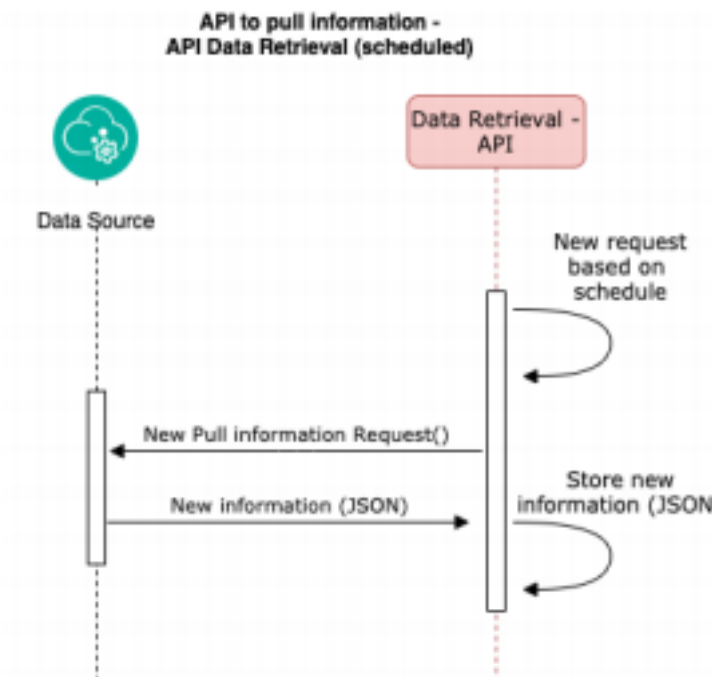 API to pull information -
API Data Retrieval (scheduled)
Data Retrieval -
API
Data Source
New request
based on
schedule
New Pull information Request()
Store new
information (JSON
New information (JSON)